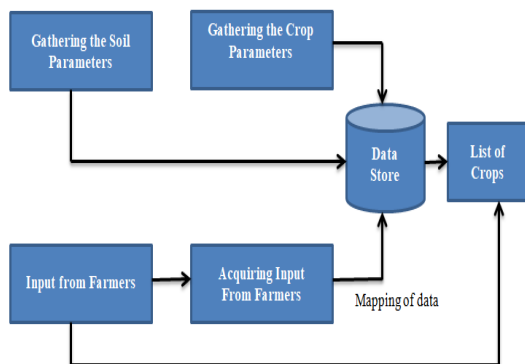 Gathering the Soil
Parameters
Gathering the Crop
Parameters
Data
Store
List of
Crops
Input from Farmers
Acquiring Input
From Farmers
Mapping of data